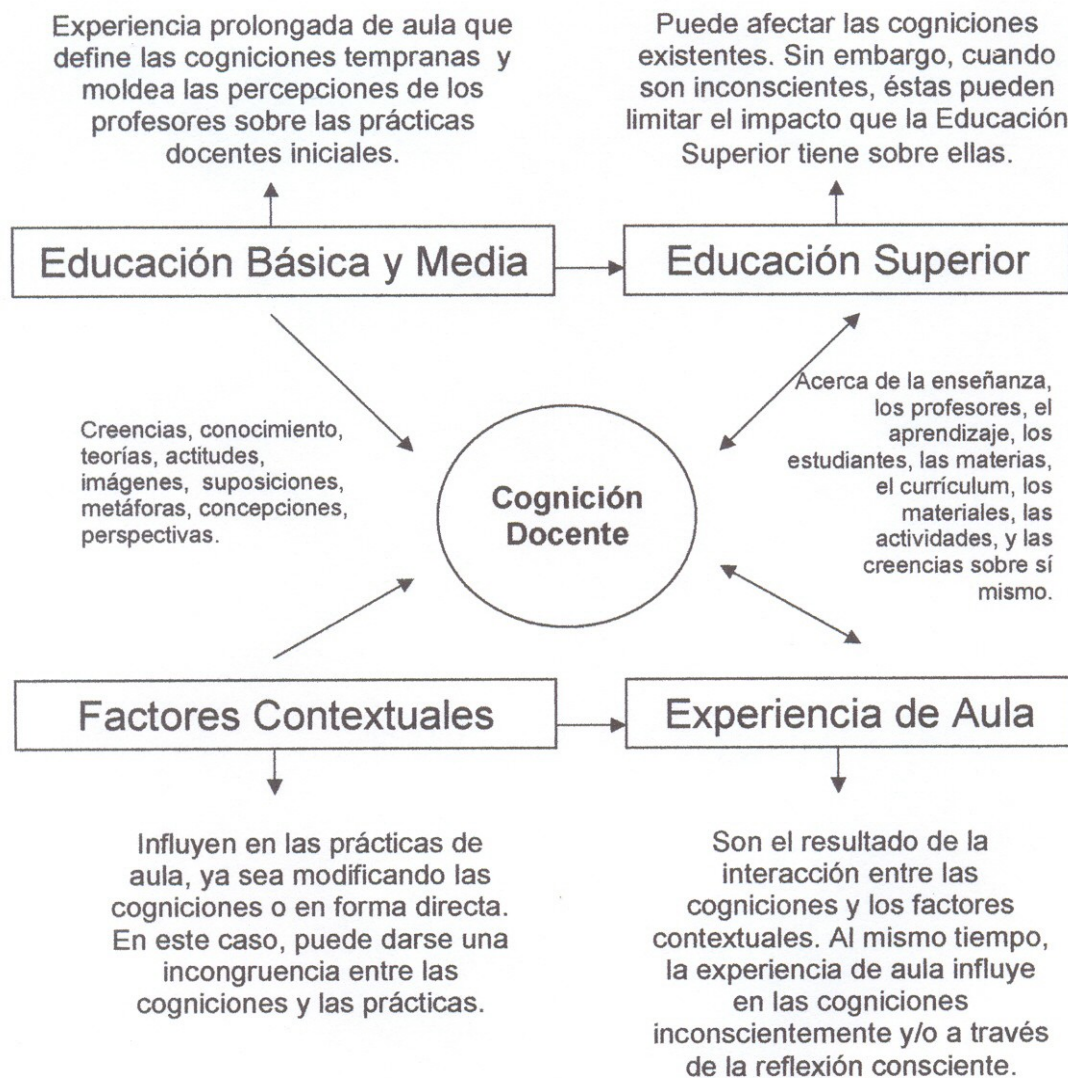 Experiencia prolongada de aula que
define las cogniciones tempranas y
moldea las percepciones de los
profesores sobre las prácticas
docentes iniciales.
Puede afectar las cogniciones
existentes. Sin embargo, cuando
son inconscientes, éstas pueden
limitar el impacto que la Educación
Superior tiene sobre ellas.
Educación Básica y Media
Educación Superior
Creencias, conocimiento,
teorías, actitudes,
imágenes, suposiciones,
metáforas, concepciones,
perspectivas.
Cognición
Docente
Acerca de la enseñanza,
los profesores, el
aprendizaje, los
estudiantes, las materias,
el currículum, los
materiales, las
actividades, y las
creencias sobre sí
mismo.
Factores Contextuales
Experiencia de Aula
Influyen en las prácticas de
aula, ya sea modificando las
cogniciones o en forma directa.
En este caso, puede darse una
incongruencia entre las
cogniciones y las prácticas.
Son el resultado de la
interacción entre las
cogniciones y los factores
contextuales. Al mismo tiempo,
la experiencia de aula influye
en las cogniciones
inconscientemente y/o a través
de la reflexión consciente.